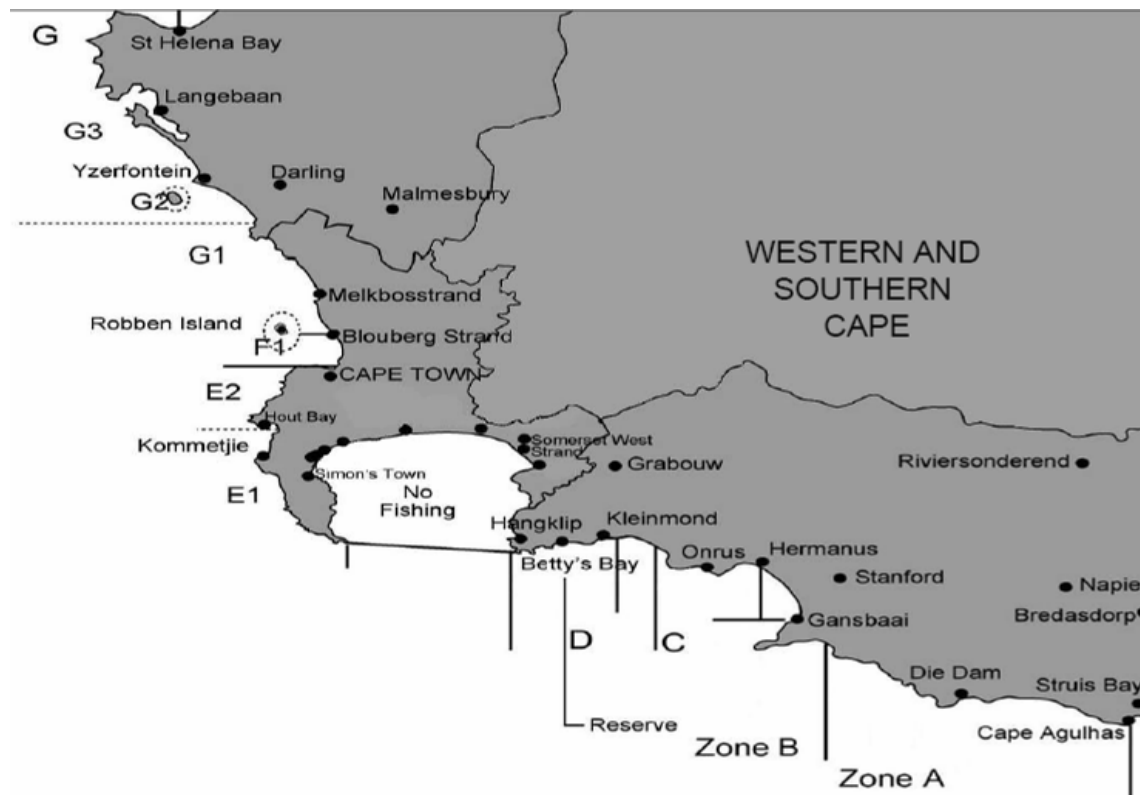 G
St Helena Bay
Langebaan
G3
Yzerfontein
Darling
G2
Malmesbury
G1
WESTERN AND
SOUTHERN
CAPE
Melkbosstrand
Robben Island
Blouberg Strand
F1
CAPE TOWN
E2
Hout Bay
Kommetjie
Somerset West
Strand
Grabouw
Riviersonderend
Simon's Town
E1
No
Fishing
Hangklip
Kleinmond
Betty's Bay
Onrus
Hermanus
Stanford
Napie
Bredasdorp
Gansbaai
D
C
Die Dam
Struis Bay
Reserve
Cape Agulhas
Zone B
Zone A